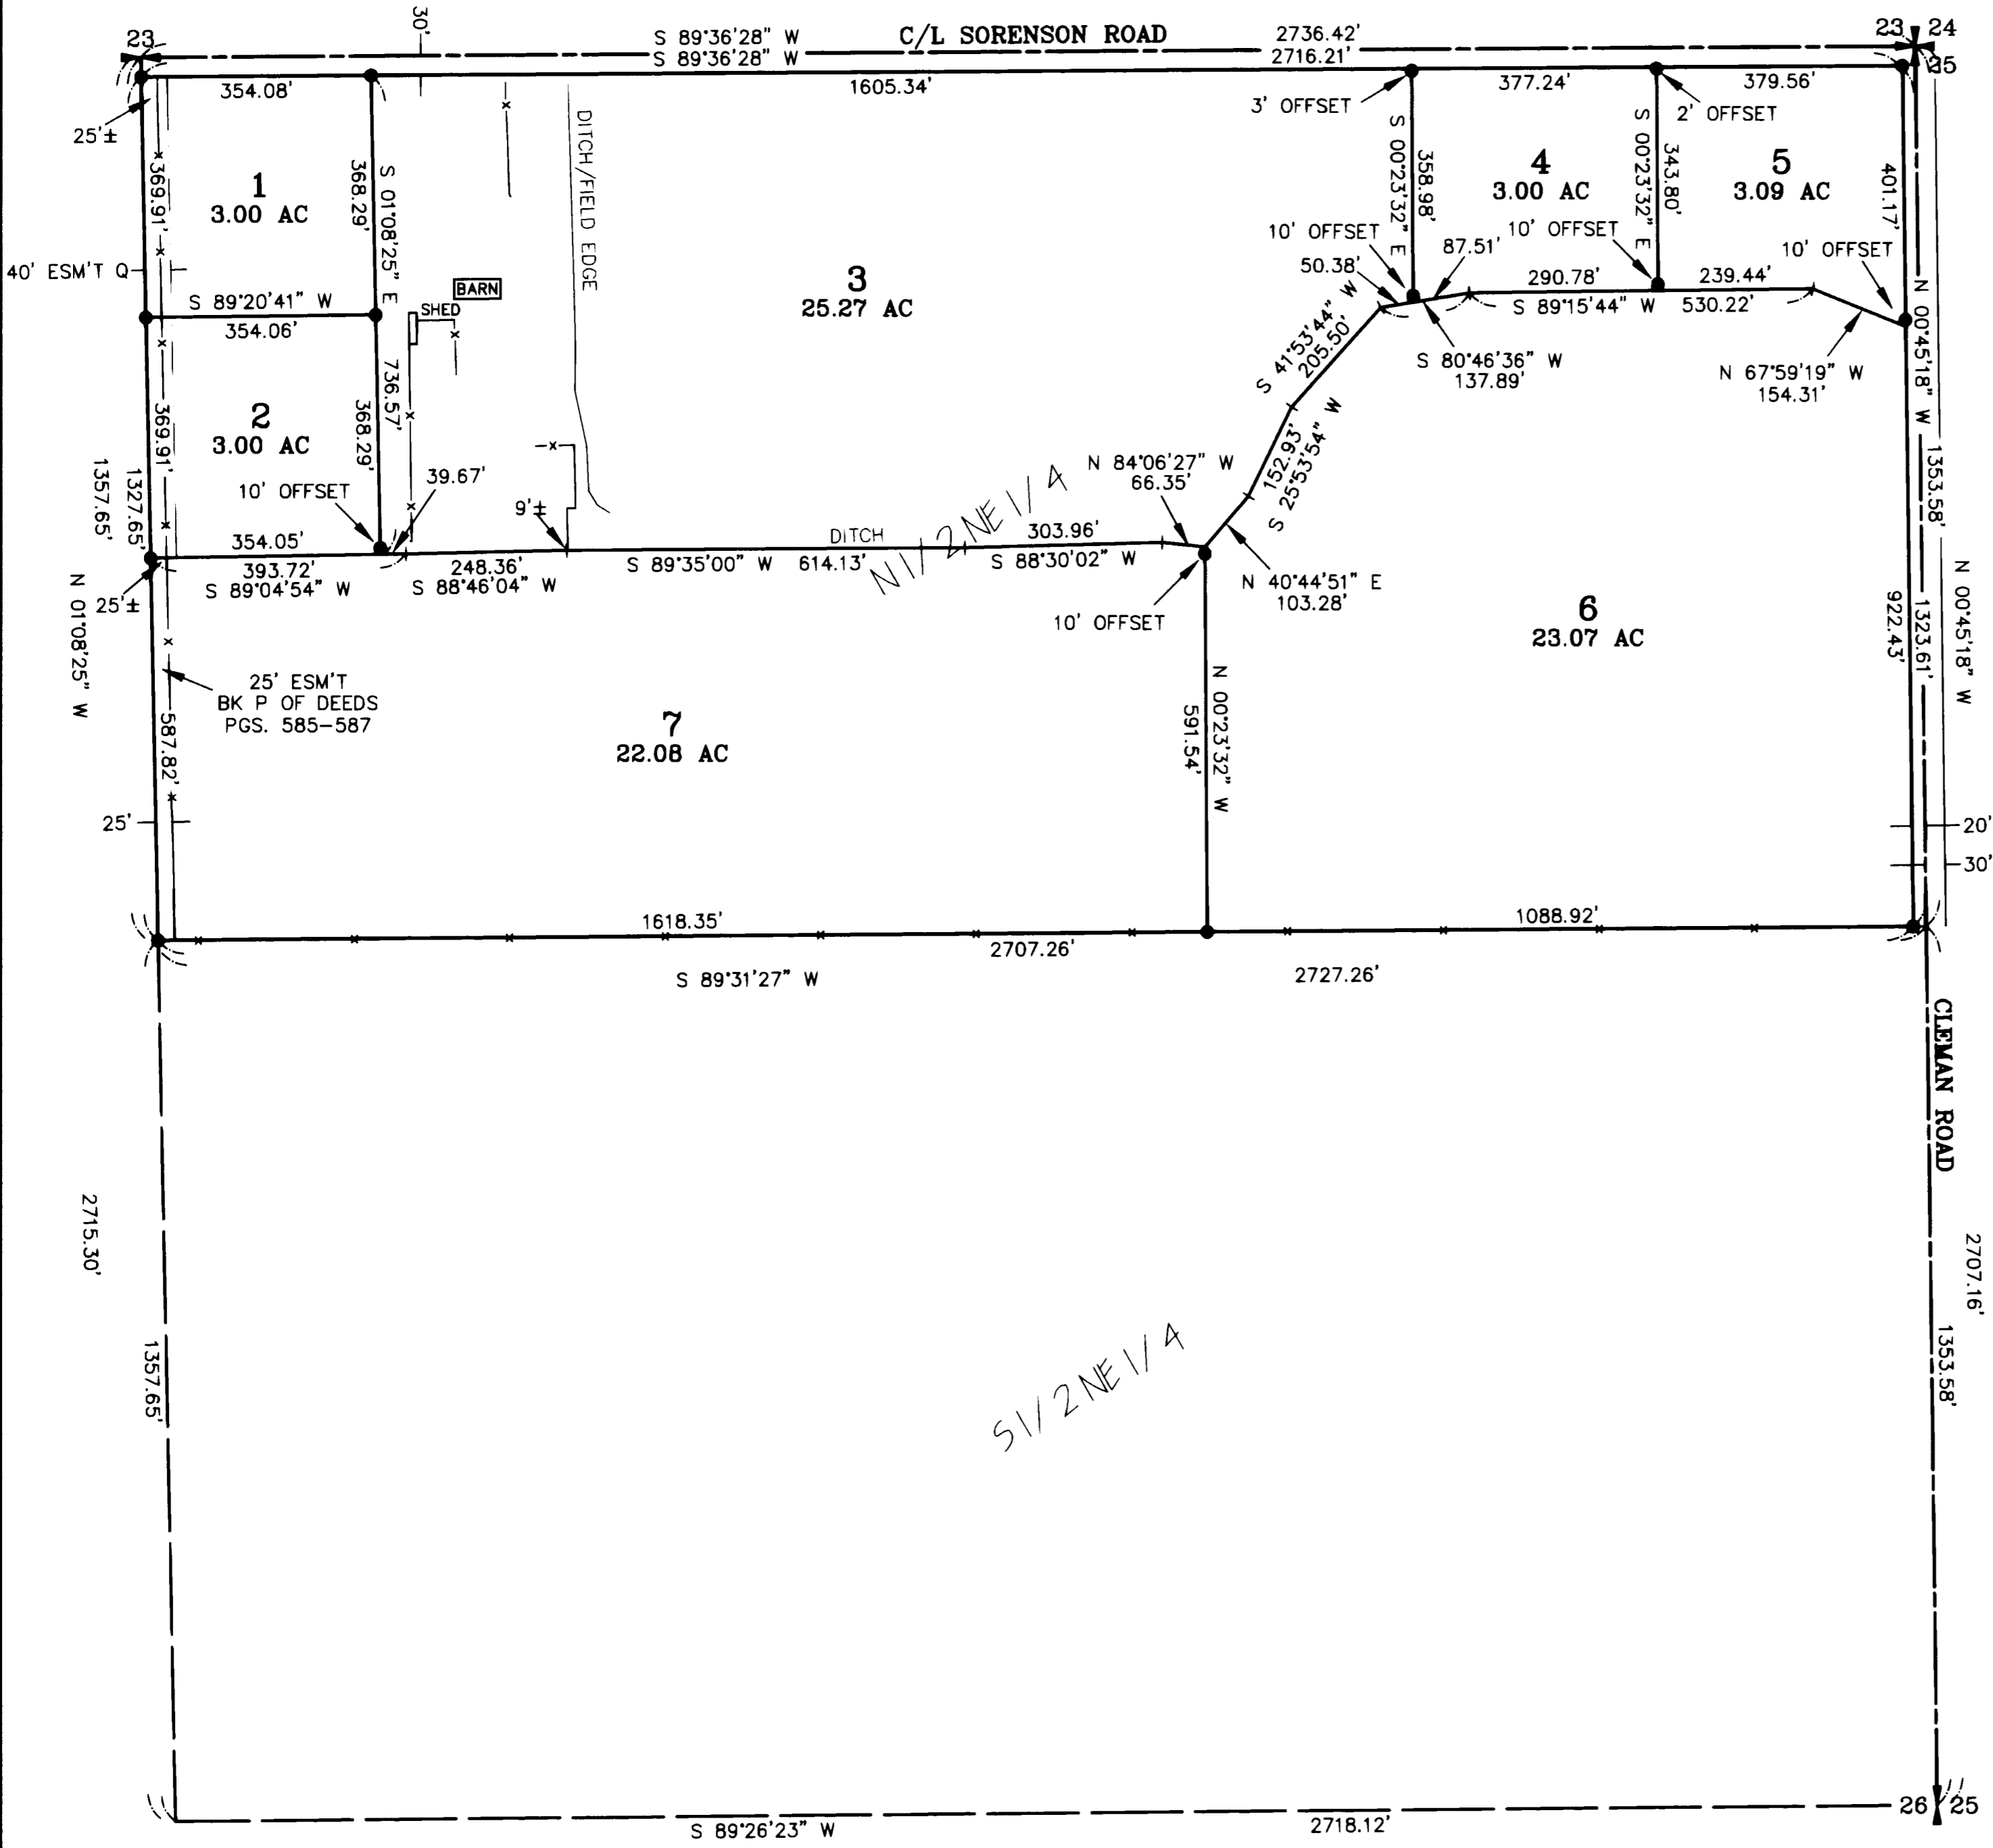 30'
23
S 89°36'28" W
C/L SORENSON ROAD
2736.42'
23
24
S 89°36'28" W
2716.21'
25
354.08'
1605.34'
377.24'
379.56'
3' OFFSET
2' OFFSET
25'±
369.91'
1
3.00 AC
368.29'
S 01°08'25" E
DITCH/FIELD EDGE
S 00°23'32" E
358.98'
4
3.00 AC
S 00°23'32" E
343.80'
5
3.09 AC
401.17'
10' OFFSET
87.51'
10' OFFSET
10' OFFSET
40' ESM'T Q
50.38'
290.78'
239.44'
3
25.27 AC
BARN
SHED
S 89°20'41" W
354.06'
S 89°15'44" W
530.22'
S 41°53'44" W
205.50'
S 80°46'36" W
137.89'
N 67°59'19" W
154.31'
N 00°45'18" W
1353.58'
736.57'
2
3.00 AC
369.91'
368.29'
39.67'
10' OFFSET
152.93'
S 25°53'54" W
N 84°06'27" W
66.35'
N1/2NE1/4
1357.65'
1327.65'
9'±
354.05'
DITCH
303.96'
393.72'
S 89°04'54" W
248.36'
S 88°46'04" W
S 89°35'00" W
614.13'
S 88°30'02" W
N 40°44'51" E
103.28'
25'±
10' OFFSET
N 01°08'25" W
6
23.07 AC
922.43'
1323.61'
N 00°45'18" W
25' ESM'T
BK P OF DEEDS
PGS. 585-587
587.82'
7
22.08 AC
N 00°23'32" W
591.54'
25'
20'
30'
1618.35'
1088.92'
2707.26'
S 89°31'27" W
2727.26'
CLEMAN ROAD
2715.30'
2707.16'
1357.65'
1353.58'
S1/2NE1/4
26
25
S 89°26'23" W
2718.12'